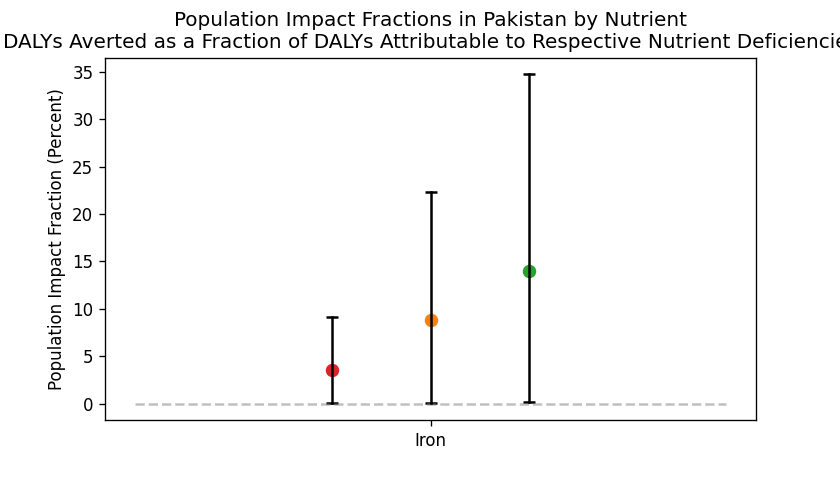 Population Impact Fractions in Pakistan by Nutrient
DALYs Averted as a Fraction of DALYs Attributable to Respective Nutrient Deficiencie
Population Impact Fraction (Percent)
35
30
25
20
15
10
5
0
Iron